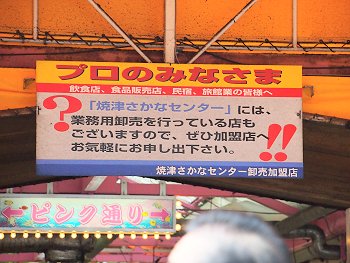 プロのみなさま
飲食店、食品販売店、民宿、旅館業の皆様へ
?「焼津さかなセンター」には、
業務用卸売を行っている店も
ございますので、ぜひ加盟店へ
お気軽にお申し出下さい。!!
焼津さかなセンター卸売加盟店
←ピンク通り→